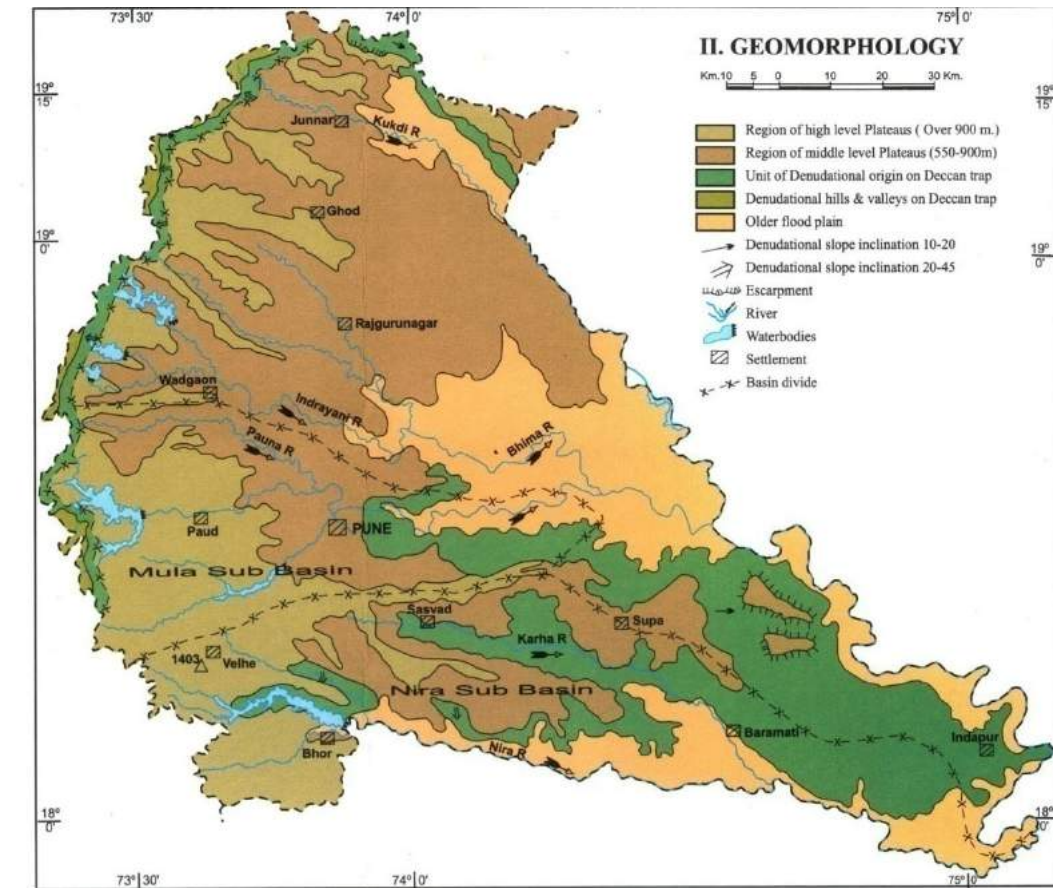 73° 30'
74° 0'
75° 0'
II. GEOMORPHOLOGY
Km. 10 5 0 10 20 30 Km.
19° 15'
19° 15'
Region of high level Plateaus ( Over 900 m.)
Region of middle level Plateaus (550-900m)
Unit of Denudational origin on Deccan trap
Denudational hills & valleys on Deccan trap
Older flood plain
Denudational slope inclination 10-20
Denudational slope inclination 20-45
Escarpment
River
Waterbodies
Settlement
Basin divide
Junnar
Kukdi R
Ghod
19° 0'
19° 0'
Rajgurunagar
Wadgaon
Indrayani R
Pauna R
Bhima R
Paud
PUNE
Mula Sub Basin
Sasvad
Supa
Karha R
1403
Velhe
Nira Sub Basin
Bhor
Nira R
Baramati
Indapur
18° 0'
18° 0'
73° 30'
74° 0'
75° 0'